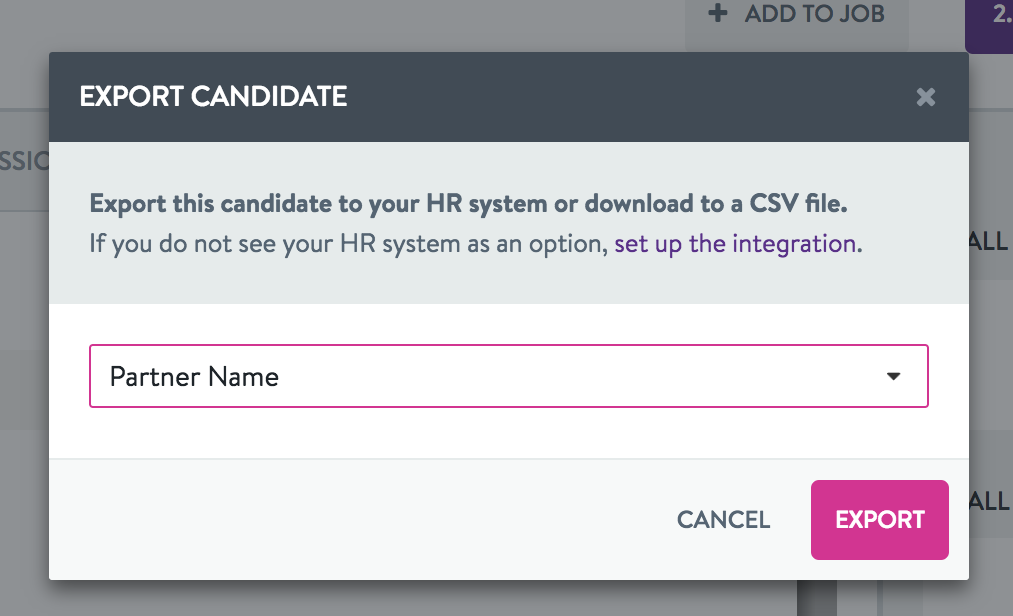 ADD TO JOB
2.
EXPORT CANDIDATE
Export this candidate to your HR system or download to a CSV file.
If you do not see your HR system as an option, set up the integration.
ALL
Partner Name
ALL
CANCEL
EXPORT